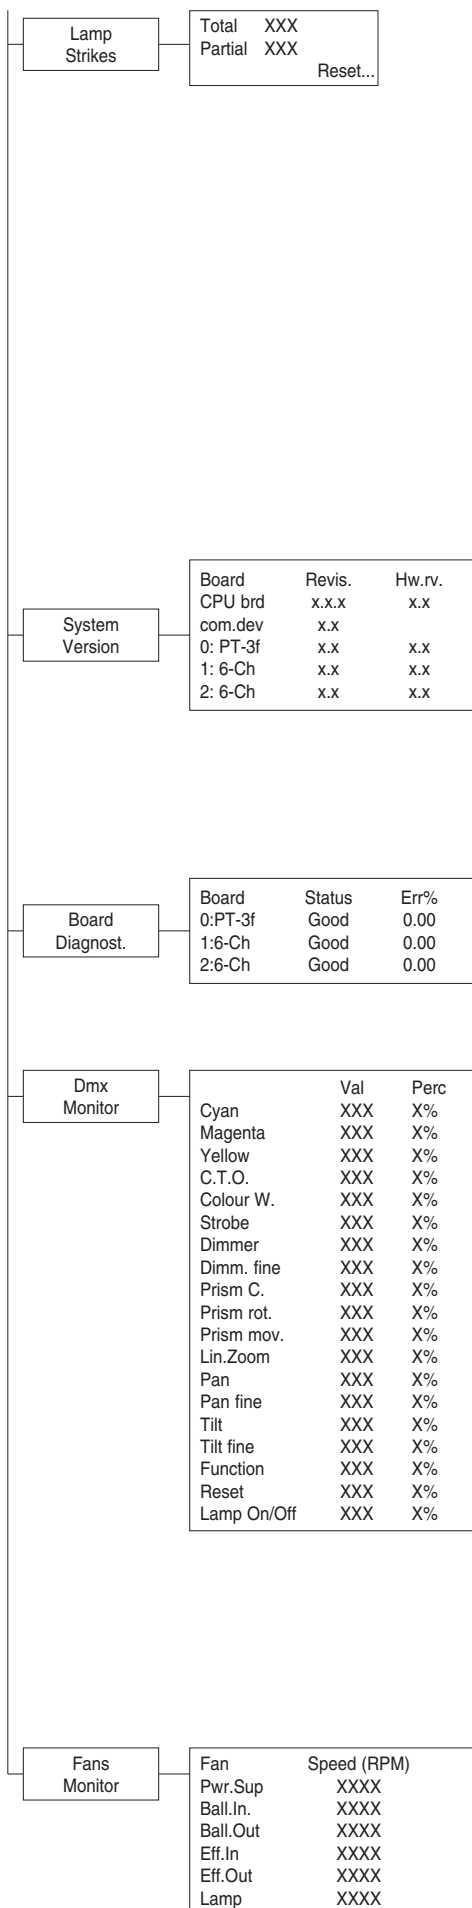 Lamp
Strikes
Total XXX
Partial XXX
Reset...
System
Version
Board Revis. Hw.rv.
CPU brd x.x.x x.x
com.dev x.x
0: PT-3f x.x x.x
1: 6-Ch x.x x.x
2: 6-Ch x.x x.x
Board
Diagnost.
Board Status Err%
0:PT-3f Good 0.00
1:6-Ch Good 0.00
2:6-Ch Good 0.00
Dmx
Monitor
Val Perc
Cyan XXX X%
Magenta XXX X%
Yellow XXX X%
C.T.O. XXX X%
Colour W. XXX X%
Strobe XXX X%
Dimmer XXX X%
Dimm. fine XXX X%
Prism C. XXX X%
Prism rot. XXX X%
Prism mov. XXX X%
Lin.Zoom XXX X%
Pan XXX X%
Pan fine XXX X%
Tilt XXX X%
Tilt fine XXX X%
Function XXX X%
Reset XXX X%
Lamp On/Off XXX X%
Fans
Monitor
Fan Speed (RPM)
Pwr.Sup XXXX
Ball.In. XXXX
Ball.Out XXXX
Eff.In XXXX
Eff.Out XXXX
Lamp XXXX